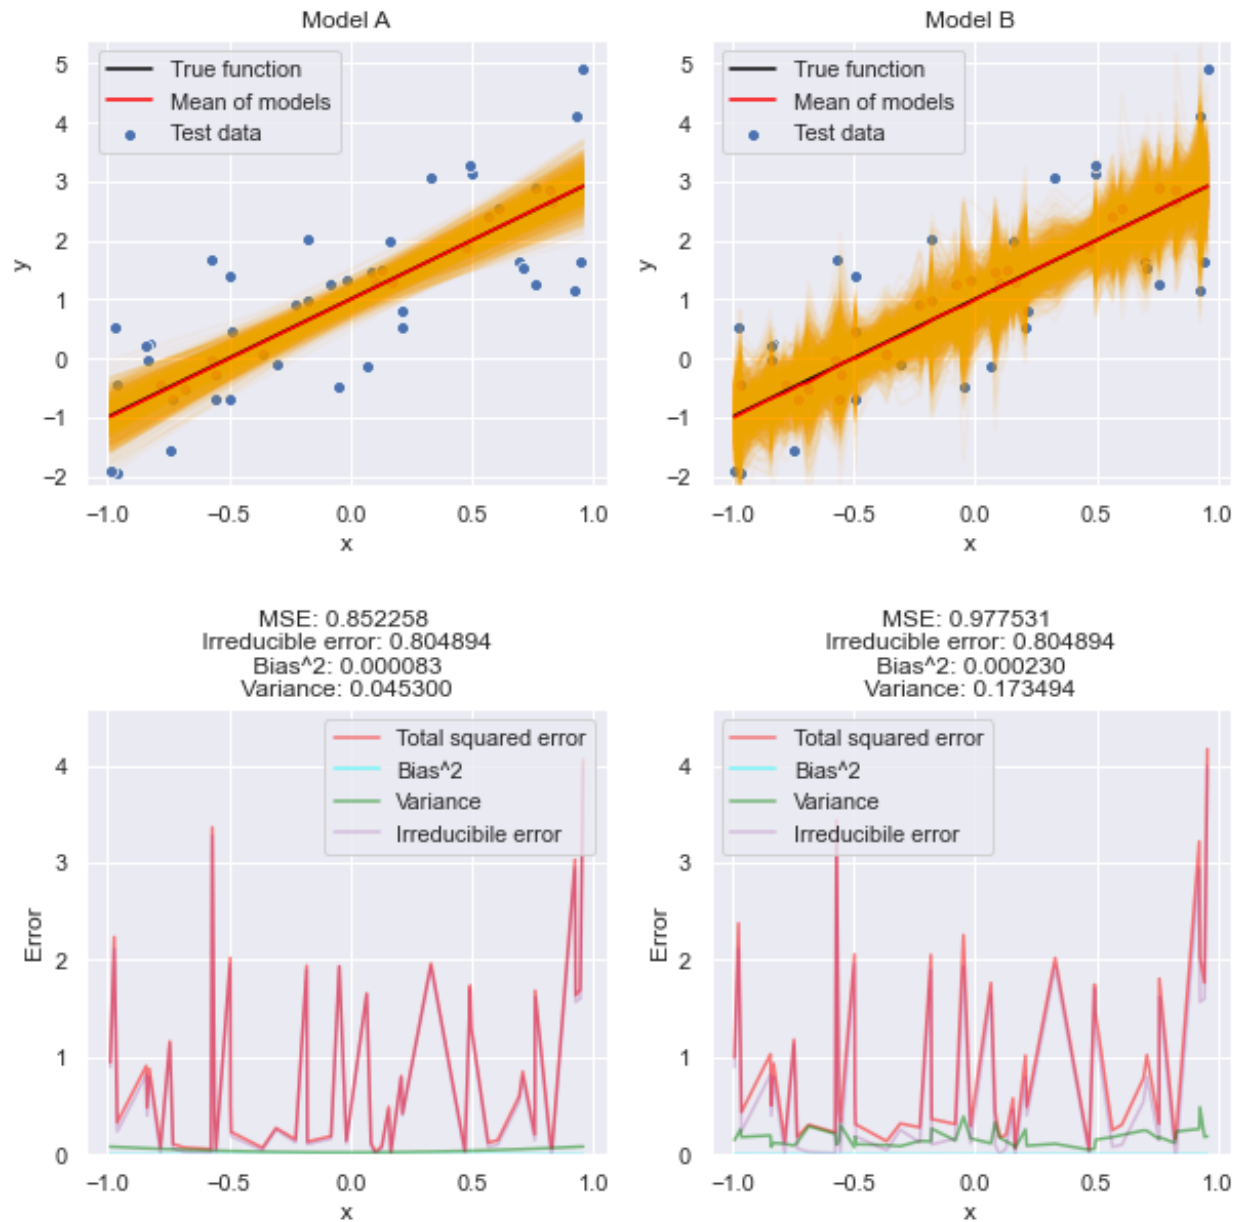 Model A
5
4
3
2
1
0
−1
−2
y
True function
Mean of models
Test data
−1.0 −0.5 0.0 0.5 1.0
x
Model B
5
4
3
2
1
0
−1
−2
y
True function
Mean of models
Test data
−1.0 −0.5 0.0 0.5 1.0
x
MSE: 0.852258
Irreducible error: 0.804894
Bias^2: 0.000083
Variance: 0.045300
4
3
2
1
0
Error
Total squared error
Bias^2
Variance
Irreducibile error
−1.0 −0.5 0.0 0.5 1.0
x
MSE: 0.977531
Irreducible error: 0.804894
Bias^2: 0.000230
Variance: 0.173494
4
3
2
1
0
Error
Total squared error
Bias^2
Variance
Irreducibile error
−1.0 −0.5 0.0 0.5 1.0
x